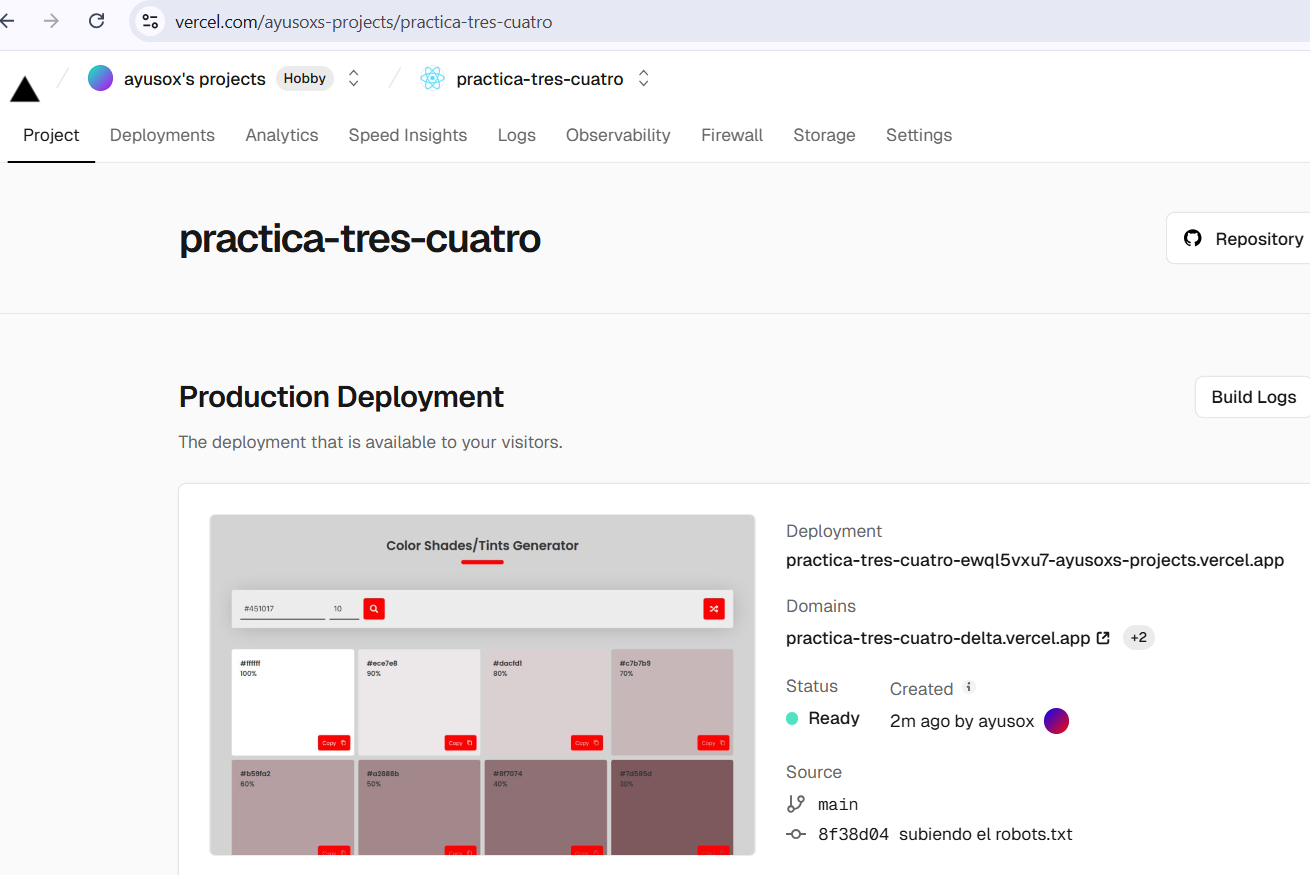 vercel.com/ayusoxs-projects/practica-tres-cuatro
ayusox's projects Hobby practica-tres-cuatro
Project Deployments Analytics Speed Insights Logs Observability Firewall Storage Settings
practica-tres-cuatro
Repository
Production Deployment
Build Logs
The deployment that is available to your visitors.
Color Shades/Tints Generator
#451017 10
#ffffff #ece7e8 #dacfd1 #c7b7b9
100% 90% 80% 70%
Copy Copy Copy Copy
#b59fa2 #a2888b #8f7074 #7d585d
60% 50% 40% 30%
Copy Copy Copy Copy
Deployment
practica-tres-cuatro-ewql5vxu7-ayusoxs-projects.vercel.app
Domains
practica-tres-cuatro-delta.vercel.app +2
Status Created
Ready 2m ago by ayusox
Source
main
8f38d04 subiendo el robots.txt